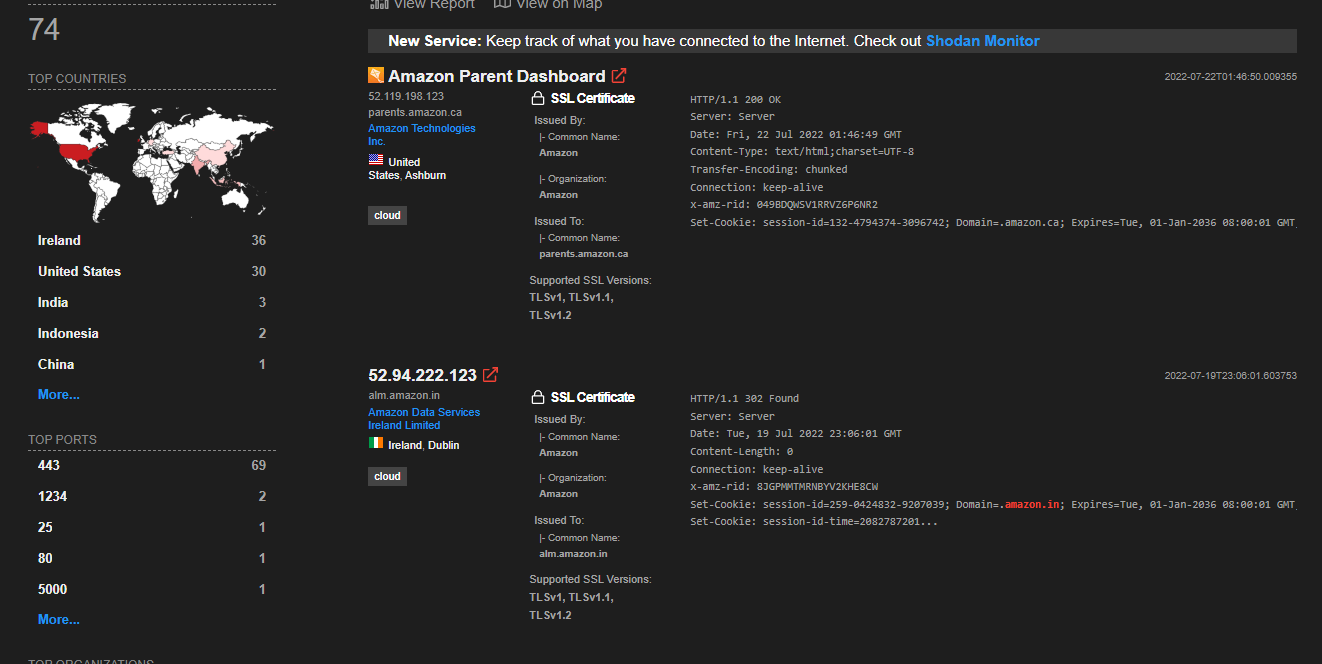 View Report View on Map
74
New Service: Keep track of what you have connected to the Internet. Check out Shodan Monitor
TOP COUNTRIES
Ireland 36
United States 30
India 3
Indonesia 2
China 1
More...
TOP PORTS
443 69
1234 2
25 1
80 1
5000 1
More...
TOP ORGANIZATIONS
Amazon Parent Dashboard
2022-07-22T01:46:50.009355
52.119.198.123
parents.amazon.ca
Amazon Technologies
Inc.
United
States, Ashburn
cloud
SSL Certificate
Issued By:
|- Common Name:
Amazon
|- Organization:
Amazon
Issued To:
|- Common Name:
parents.amazon.ca
Supported SSL Versions:
TLSv1, TLSv1.1,
TLSv1.2
HTTP/1.1 200 OK
Server: Server
Date: Fri, 22 Jul 2022 01:46:49 GMT
Content-Type: text/html;charset=UTF-8
Transfer-Encoding: chunked
Connection: keep-alive
x-amz-rid: 049BDQWSV1RRVZ6P6NR2
Set-Cookie: session-id=132-4794374-3096742; Domain=.amazon.ca; Expires=Tue, 01-Jan-2036 08:00:01 GMT
52.94.222.123
2022-07-19T23:06:01.603753
alm.amazon.in
Amazon Data Services
Ireland Limited
Ireland, Dublin
cloud
SSL Certificate
Issued By:
|- Common Name:
Amazon
|- Organization:
Amazon
Issued To:
|- Common Name:
alm.amazon.in
Supported SSL Versions:
TLSv1, TLSv1.1,
TLSv1.2
HTTP/1.1 302 Found
Server: Server
Date: Tue, 19 Jul 2022 23:06:01 GMT
Content-Length: 0
Connection: keep-alive
x-amz-rid: 8JGPMMTMRNBYV2KHE8CW
Set-Cookie: session-id=259-0424832-9207039; Domain=.amazon.in; Expires=Tue, 01-Jan-2036 08:00:01 GMT
Set-Cookie: session-id-time=2082787201...